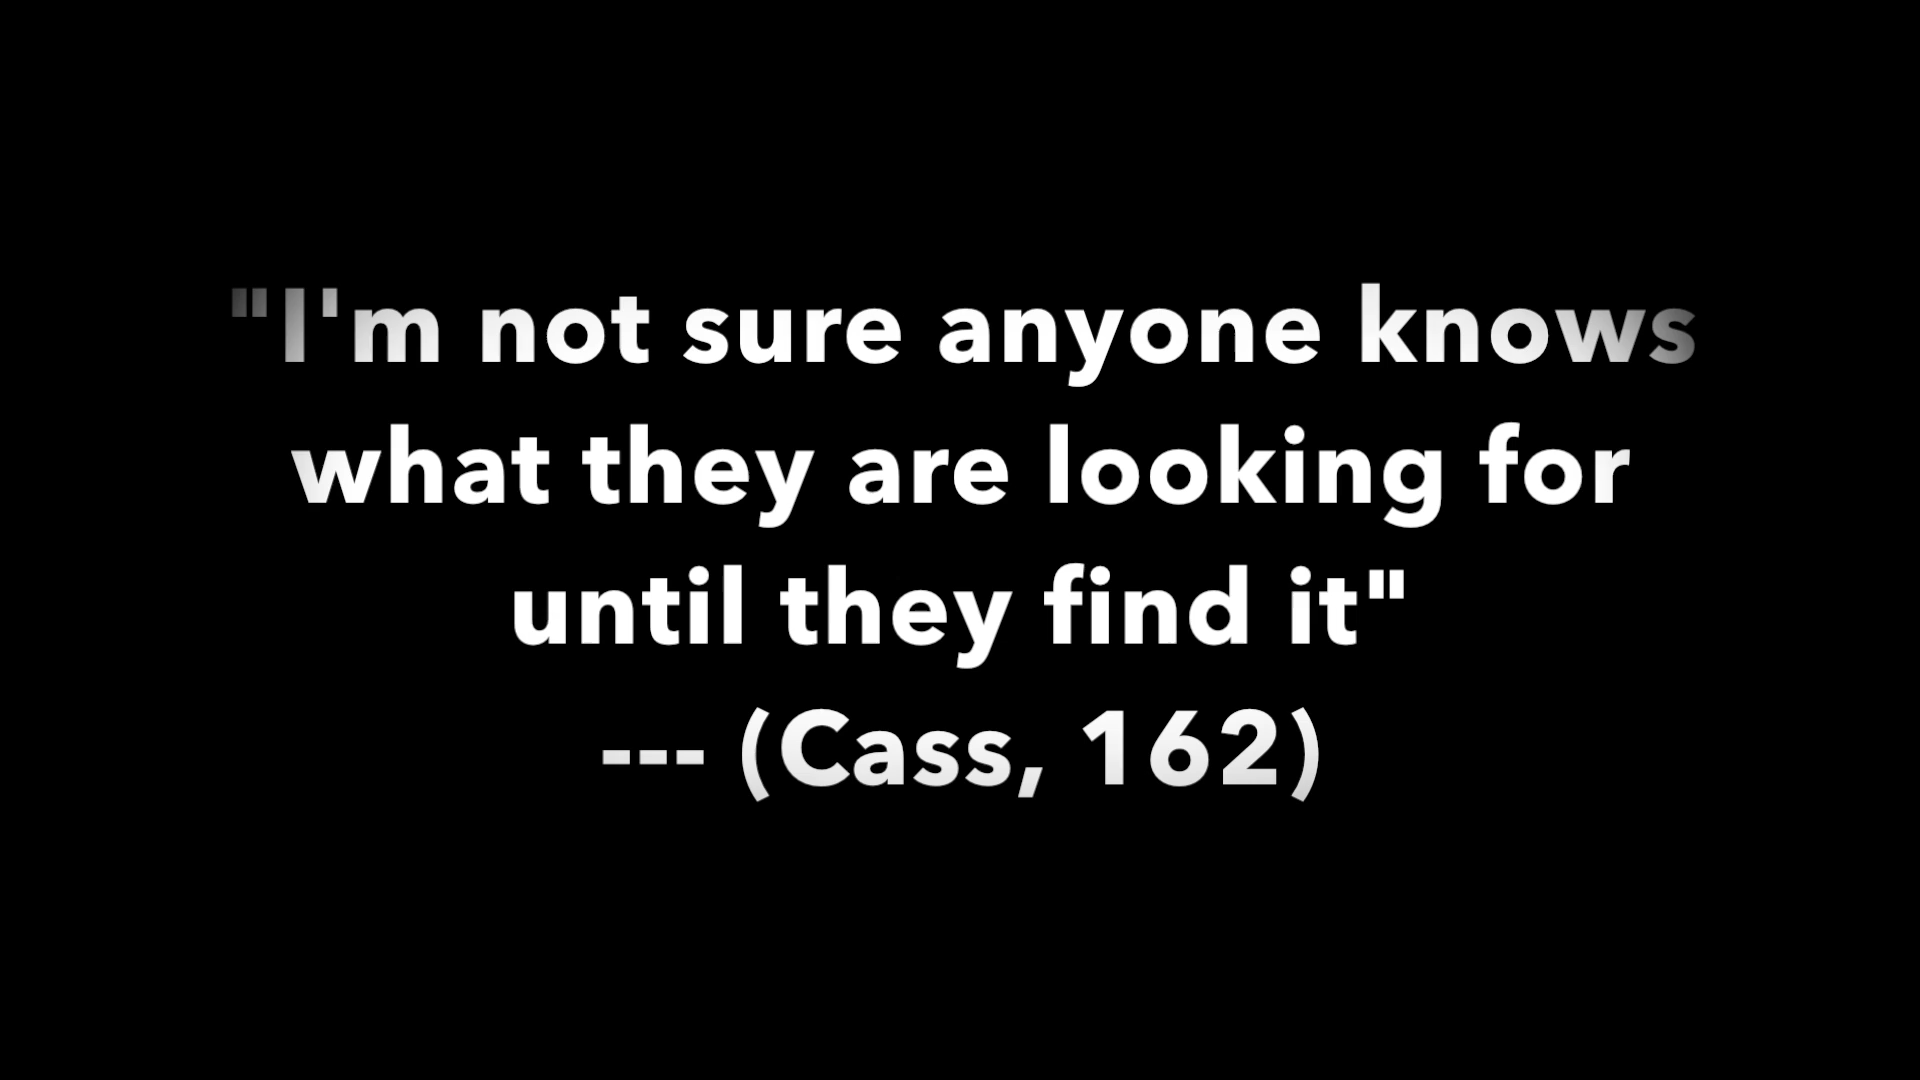 "I'm not sure anyone knows
what they are looking for
until they find it"
--- (Cass, 162)